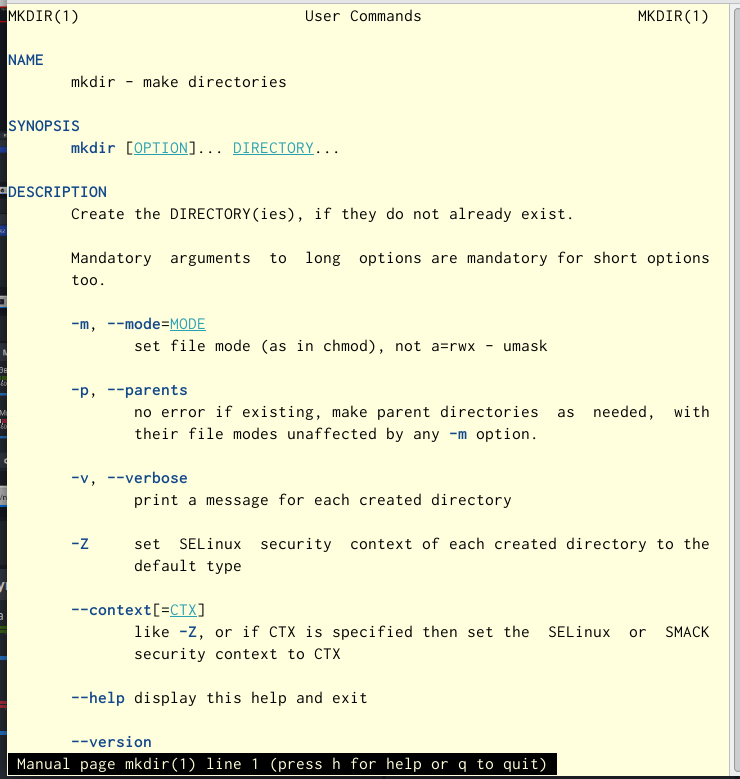 MKDIR(1) User Commands MKDIR(1)
NAME
mkdir - make directories
SYNOPSIS
mkdir [OPTION]... DIRECTORY...
DESCRIPTION
Create the DIRECTORY(ies), if they do not already exist.
Mandatory arguments to long options are mandatory for short options
too.
-m, --mode=MODE
set file mode (as in chmod), not a=rwx - umask
-p, --parents
no error if existing, make parent directories as needed, with
their file modes unaffected by any -m option.
-v, --verbose
print a message for each created directory
-Z set SELinux security context of each created directory to the
default type
--context[=CTX]
like -Z, or if CTX is specified then set the SELinux or SMACK
security context to CTX
--help display this help and exit
--version
Manual page mkdir(1) line 1 (press h for help or q to quit)